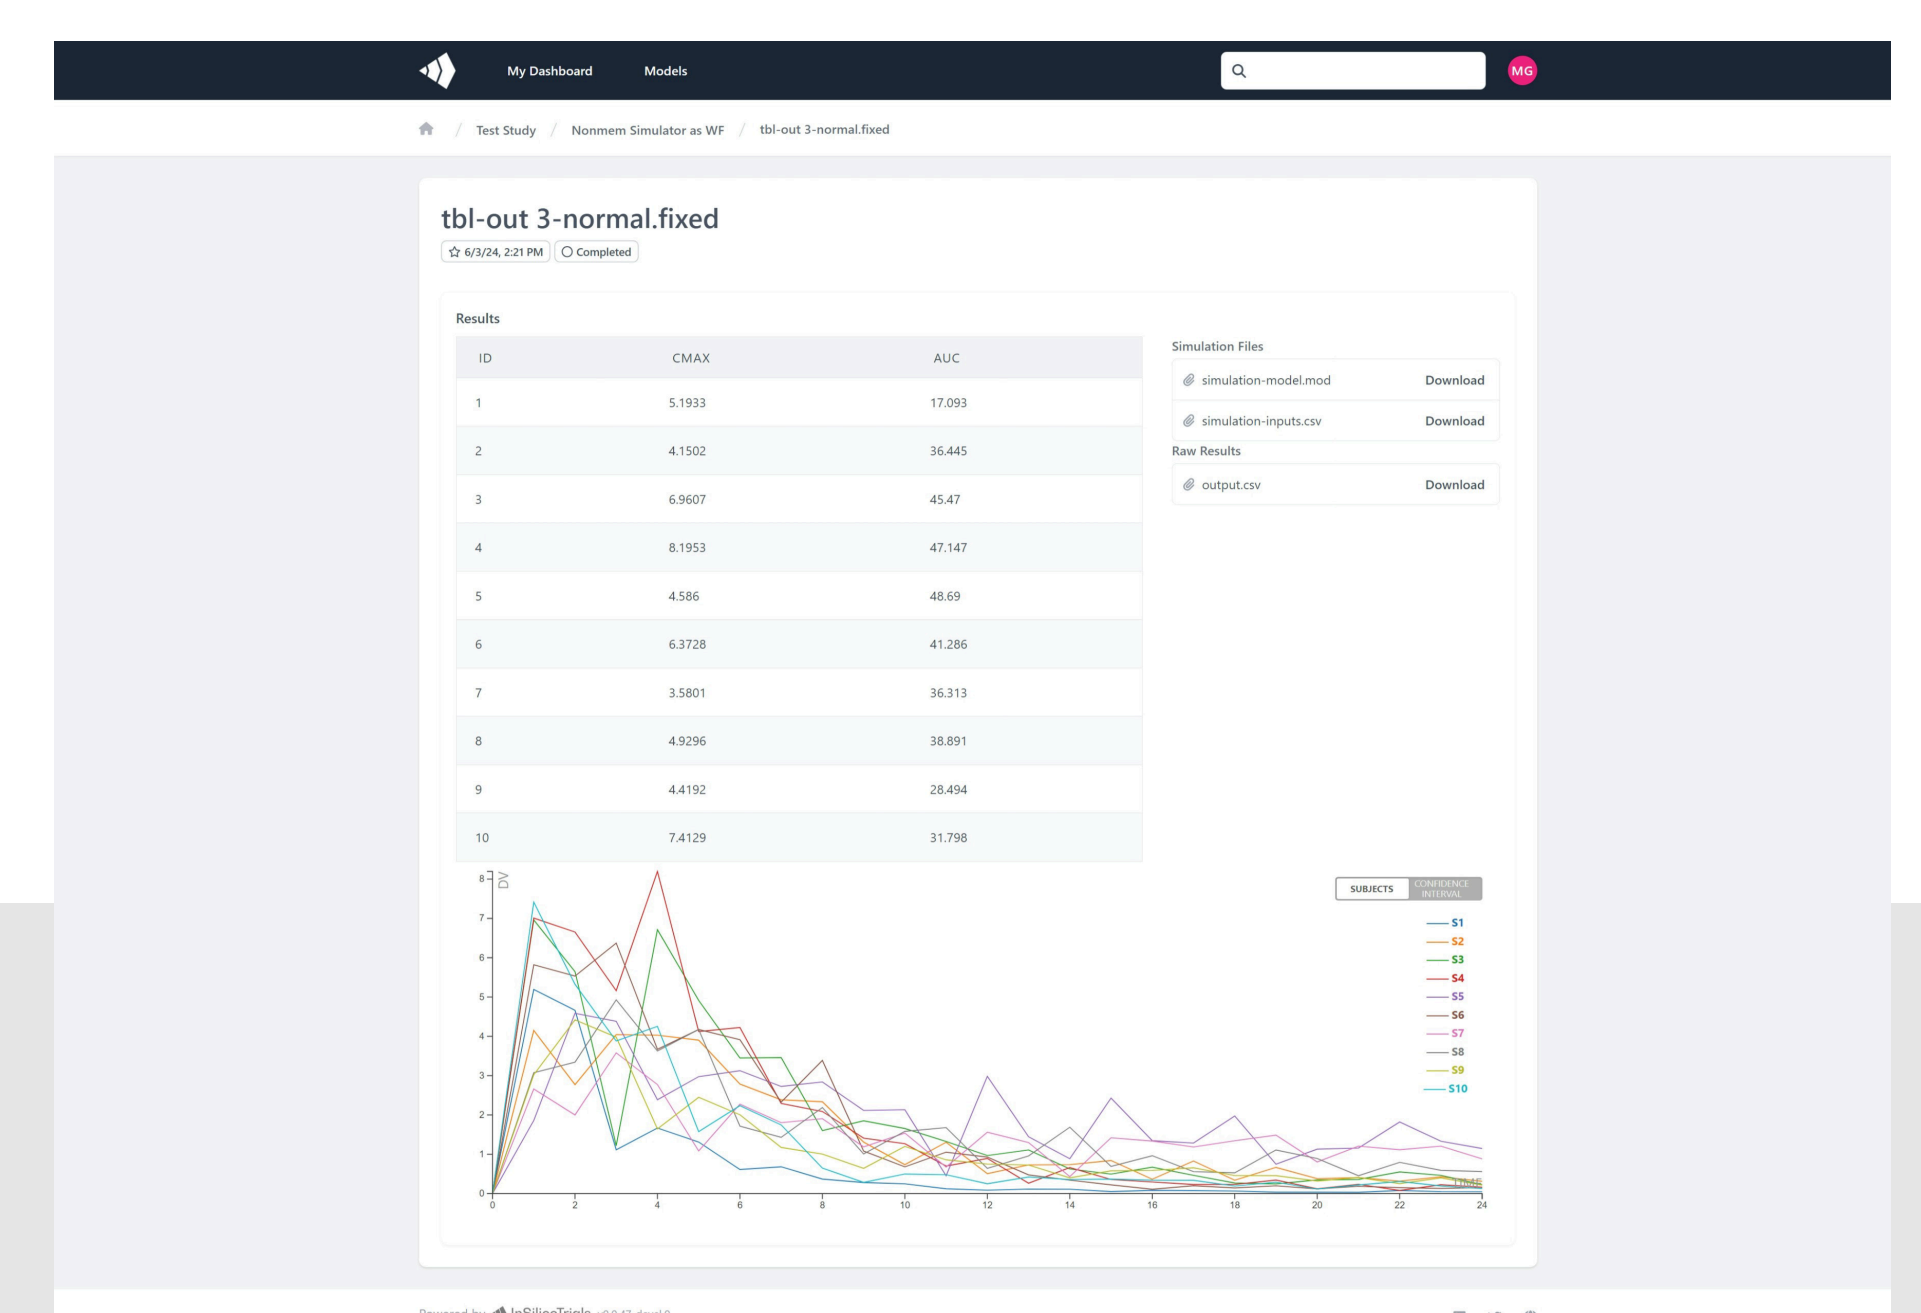 My Dashboard Models
MG
/ Test Study / Nonmem Simulator as WF / tbl-out 3-normal.fixed
tbl-out 3-normal.fixed
6/3/24, 2:21 PM Completed
Results
ID CMAX AUC
1 5.1933 17.093
2 4.1502 36.445
3 6.9607 45.47
4 8.1953 47.147
5 4.586 48.69
6 6.3728 41.286
7 3.5801 36.313
8 4.9296 38.891
9 4.4192 28.494
10 7.4129 31.798
Simulation Files
simulation-model.mod Download
simulation-inputs.csv Download
Raw Results
output.csv Download
DV
8
7
6
5
4
3
2
1
0
0 2 4 6 8 10 12 14 16 18 20 22 24
TIME
SUBJECTS CONFIDENCE
INTERVAL
S1
S2
S3
S4
S5
S6
S7
S8
S9
S10
Powered by InSilicoTrials